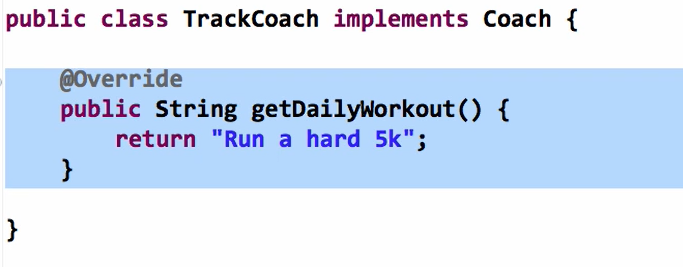 public class TrackCoach implements Coach {
@Override
public String getDailyWorkout() {
return "Run a hard 5k";
}
}